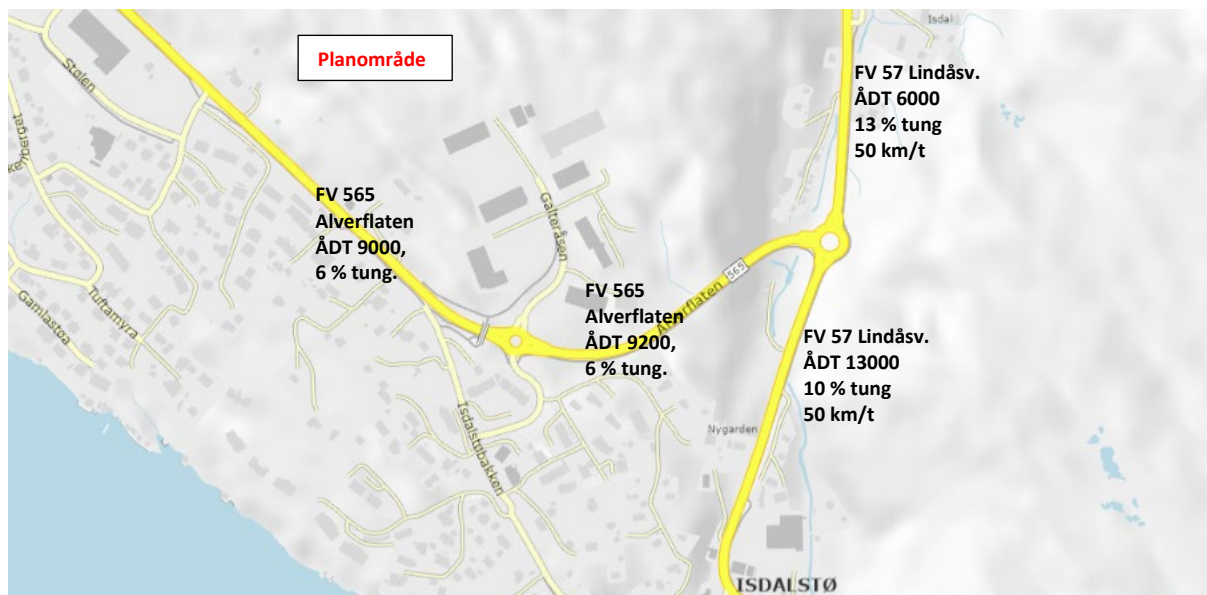 Planområde
Isdal
FV 57 Lindåsv.
ÅDT 6000
13 % tung
50 km/t
Stølen
FV 565
Alverflaten
ÅDT 9000,
6 % tung.
Galteråsen
565
Alverflaten
FV 565
Alverflaten
ÅDT 9200,
6 % tung.
Tuftamyra
Gamlastøa
FV 57 Lindåsv.
ÅDT 13000
10 % tung
50 km/t
Isdalstøbakken
Nygarden
ISDALSTØ